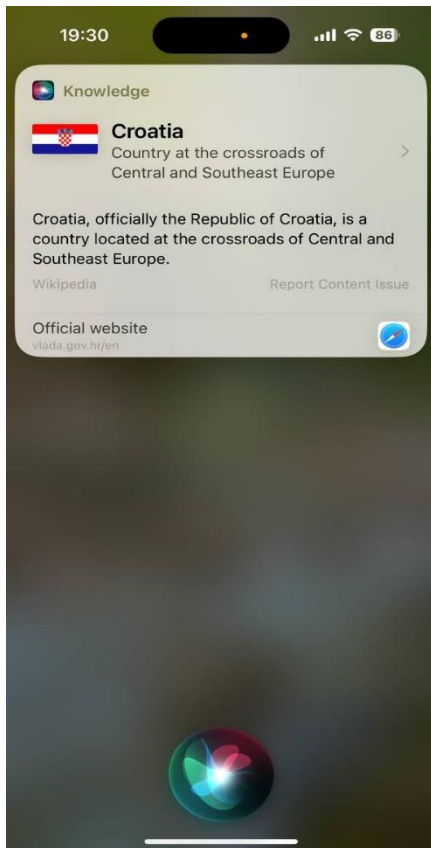 19:30
86
Knowledge
Croatia
Country at the crossroads of
Central and Southeast Europe
Croatia, officially the Republic of Croatia, is a
country located at the crossroads of Central and
Southeast Europe.
Wikipedia Report Content Issue
Official website
vlada.gov.hr/en